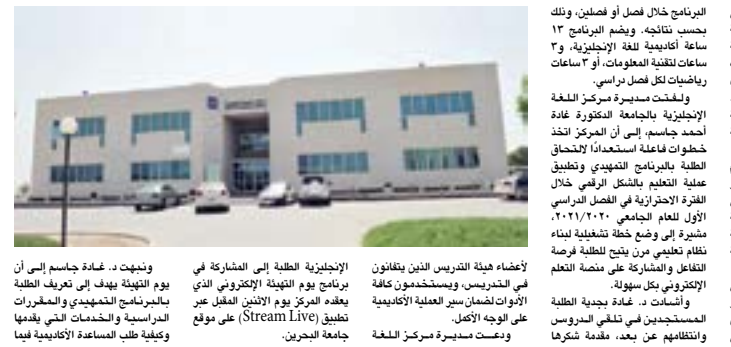 البرنامج خلال فصل أو فصلين، وذلك
بحسب نتائجه. ويضم البرنامج ١٣
ساعة أكاديمية للغة الإنجليزية، و٣
ساعات لتقنية المعلومات، أو ٣ ساعات
رياضيات لكل فصل دراسي.
ولفتت مديرة مركز اللغة
الإنجليزية بالجامعة الدكتورة غادة
أحمد جاسم، إلى أن المركز اتخذ
خطوات فاعلة استعدادًا لالتحاق
الطلبة بالبرنامج التمهيدي وتطبيق
عملية التعليم بالشكل الرقمي خلال
الفترة الاحترازية في الفصل الدراسي
الأول للعام الجامعي ٢٠٢١/٢٠٢٠،
مشيرة إلى وضع خطة تشغيلية لبناء
نظام تعليمي مرن يتيح للطلبة فرصة
التفاعل والمشاركة على منصة التعلم
الإلكتروني بكل سهولة.
وأشادت د. غادة بجدية الطلبة
المستجدين في تلقي الدروس
وانتظامهم عن بعد، مقدمة شكرها
لأعضاء هيئة التدريس الذين يتفانون
في التدريس، ويستخدمون كافة
الأدوات لضمان سير العملية الأكاديمية
على الوجه الأكمل.
ودعت مديرة مركز اللغة
الإنجليزية الطلبة إلى المشاركة في
برنامج يوم التهيئة الإلكتروني الذي
يعقده المركز يوم الاثنين المقبل عبر
تطبيق (Stream Live) على موقع
جامعة البحرين.
ونبهت د. غادة جاسم إلى أن
يوم التهيئة يهدف إلى تعريف الطلبة
بالبرنامج التمهيدي والمقررات
الدراسية والخدمات التي يقدمها
وكيفية طلب المساعدة الأكاديمية فيما